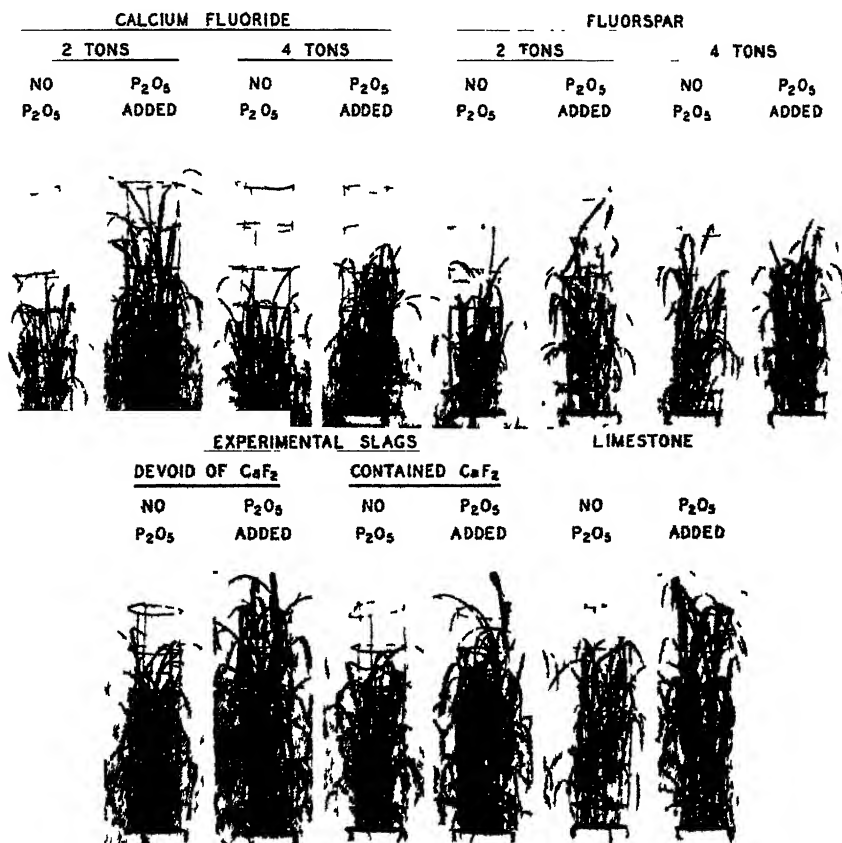 CALCIUM FLUORIDE FLUORSPAR
2 TONS 4 TONS 2 TONS 4 TONS
NO P₂O₅ NO P₂O₅ NO P₂O₅ NO P₂O₅
P₂O₅ ADDED P₂O₅ ADDED P₂O₅ ADDED P₂O₅ ADDED
EXPERIMENTAL SLAGS LIMESTONE
DEVOID OF CaF₂ CONTAINED CaF₂
NO P₂O₅ NO P₂O₅ NO P₂O₅
P₂O₅ ADDED P₂O₅ ADDED P₂O₅ ADDED